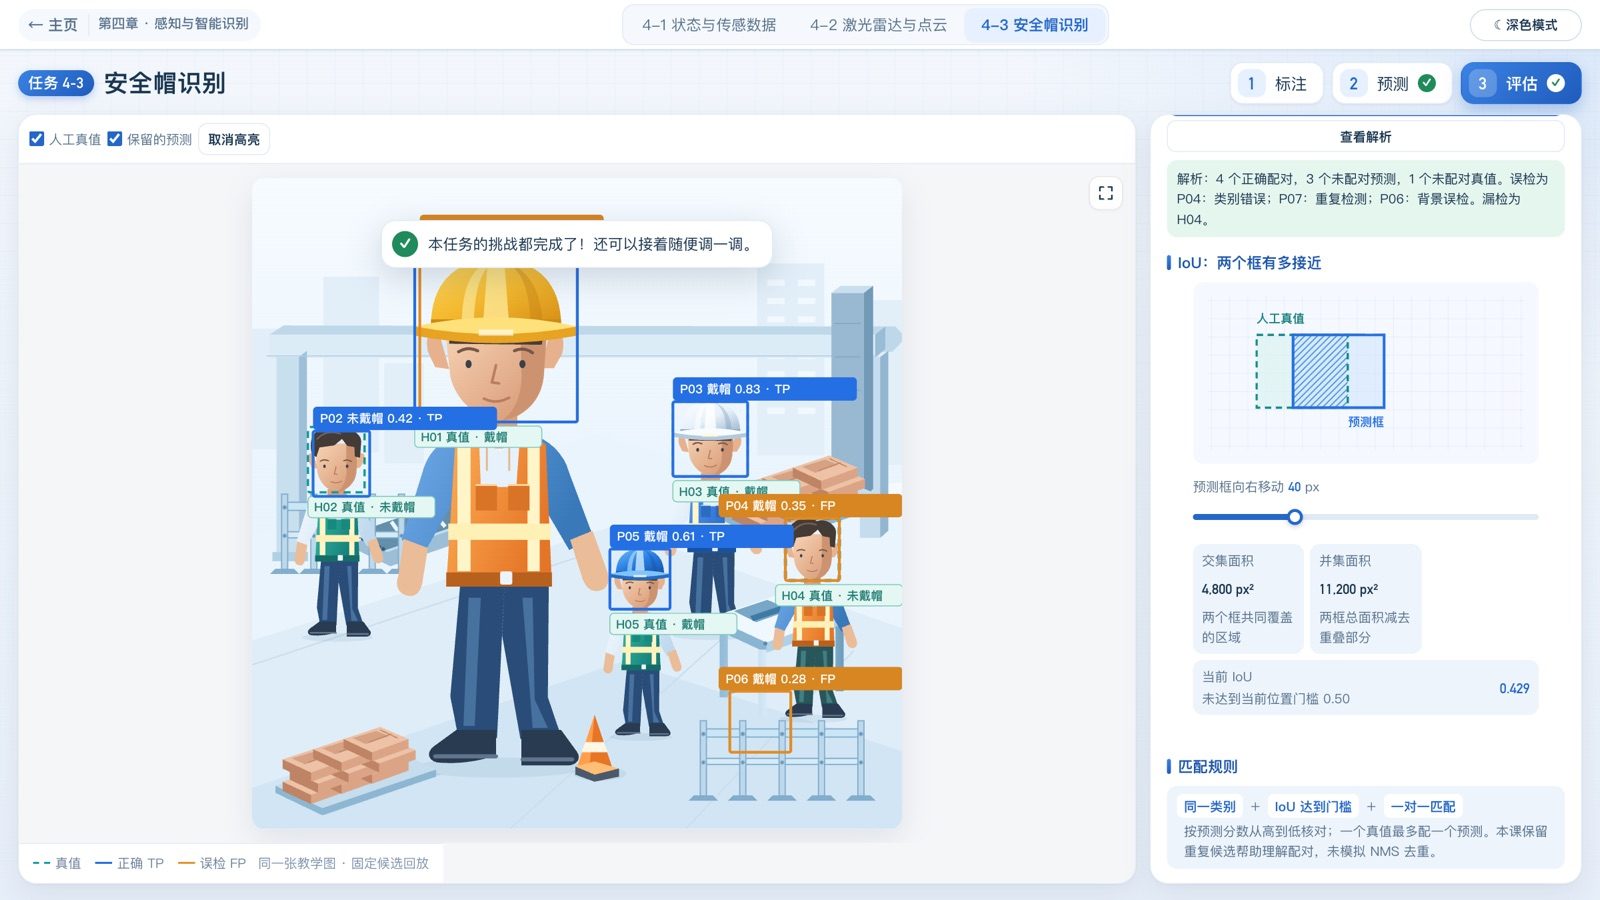 ← 主页
第四章 · 感知与智能识别
4-1 状态与传感数据
4-2 激光雷达与点云
4-3 安全帽识别
深色模式
任务 4-3
安全帽识别
1 标注
2 预测
3 评估
人工真值
保留的预测
取消高亮
本任务的挑战都完成了！还可以接着随便调一调。
P03 戴帽 0.83 · TP
P02 未戴帽 0.42 · TP
H01 真值 · 戴帽
H03 真值 · 戴帽
P04 戴帽 0.35 · FP
H02 真值 · 未戴帽
P05 戴帽 0.61 · TP
H04 真值 · 未戴帽
H05 真值 · 戴帽
P06 戴帽 0.28 · FP
真值
正确 TP
误检 FP
同一张教学图 · 固定候选回放
查看解析
解析：4 个正确配对，3 个未配对预测，1 个未配对真值。误检为
P04：类别错误；P07：重复检测；P06：背景误检。漏检为
H04。
IoU：两个框有多接近
人工真值
预测框
预测框向右移动 40 px
交集面积
4,800 px²
两个框共同覆盖
的区域
并集面积
11,200 px²
两框总面积减去
重叠部分
当前 IoU
未达到当前位置门槛 0.50
0.429
匹配规则
同一类别 + IoU 达到门槛 + 一对一匹配
按预测分数从高到低核对；一个真值最多配一个预测。本课保留
重复候选帮助理解配对，未模拟 NMS 去重。